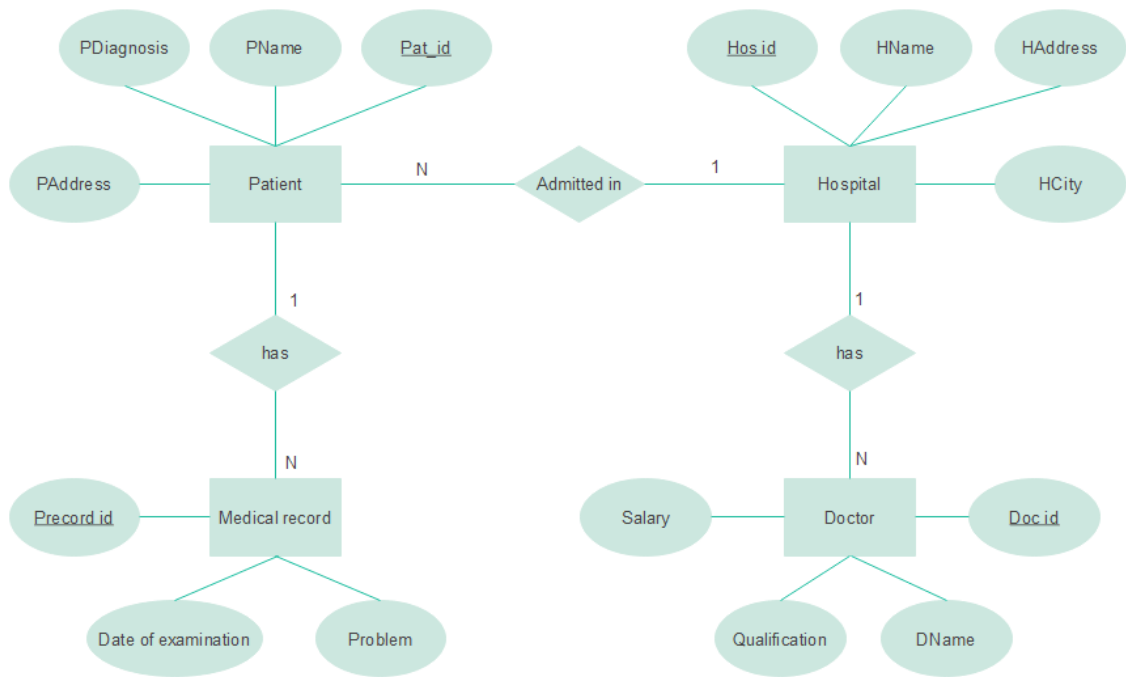 PDiagnosis
PName
Pat_id
Hos id
HName
HAddress
PAddress
Patient
N
Admitted in
1
Hospital
HCity
1
1
has
has
N
N
Precord id
Medical record
Salary
Doctor
Doc id
Date of examination
Problem
Qualification
DName